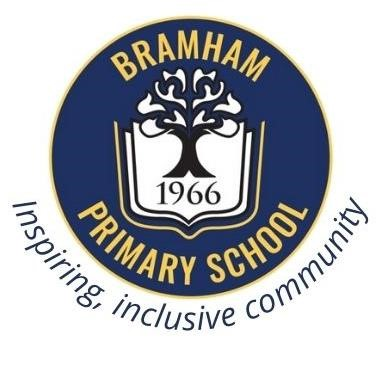 BRAMHAM
1966
PRIMARY SCHOOL
Inspiring, inclusive community